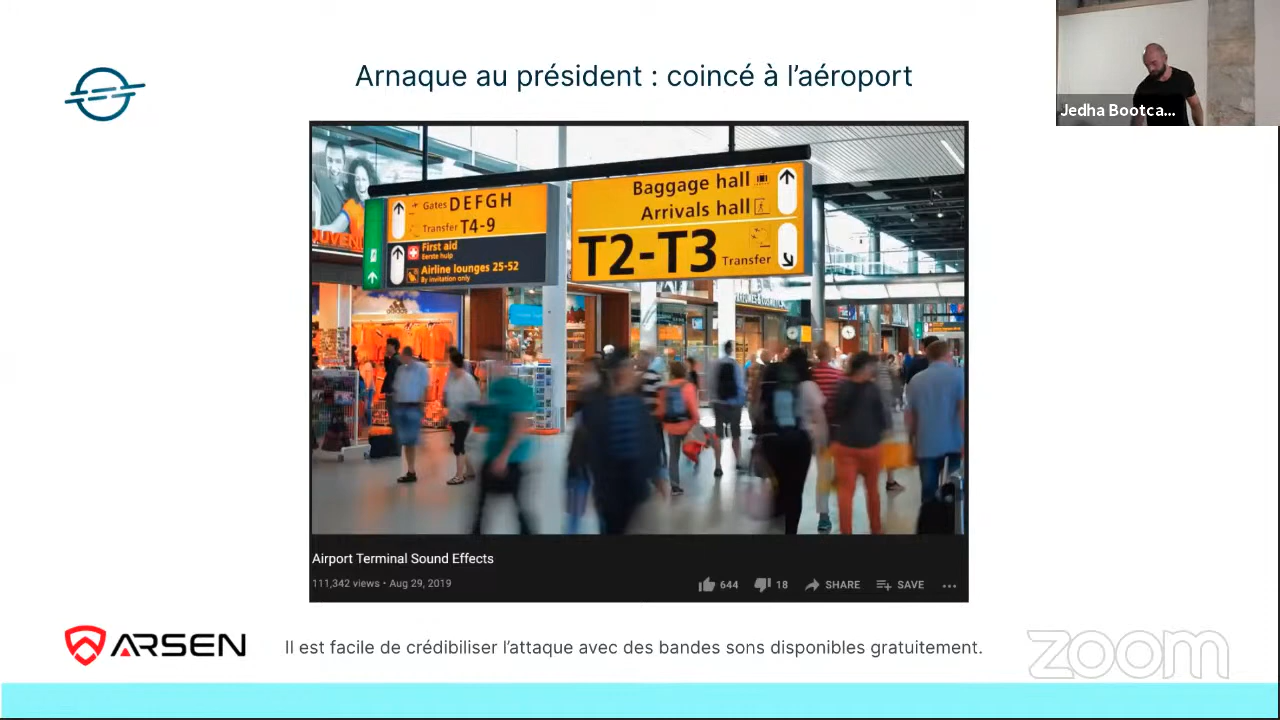 Arnaque au président : coincé à l’aéroport
Jedha Bootca...
Gates DEFGH
Transfer T4-9
First aid
Eerste hulp
Airline lounges 25-52
By invitation only
Baggage hall
Arrivals hall
T2-T3 Transfer
Airport Terminal Sound Effects
111,342 views • Aug 29, 2019
644
18
SHARE
SAVE
ARSEN
Il est facile de crédibiliser l’attaque avec des bandes sons disponibles gratuitement.
zoom